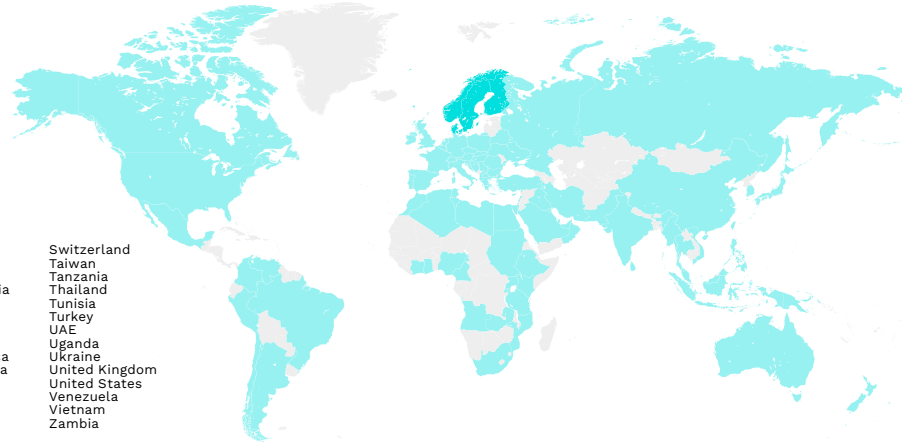 Switzerland
Taiwan
Tanzania
Thailand
Tunisia
Turkey
UAE
Uganda
Ukraine
United Kingdom
United States
Venezuela
Vietnam
Zambia